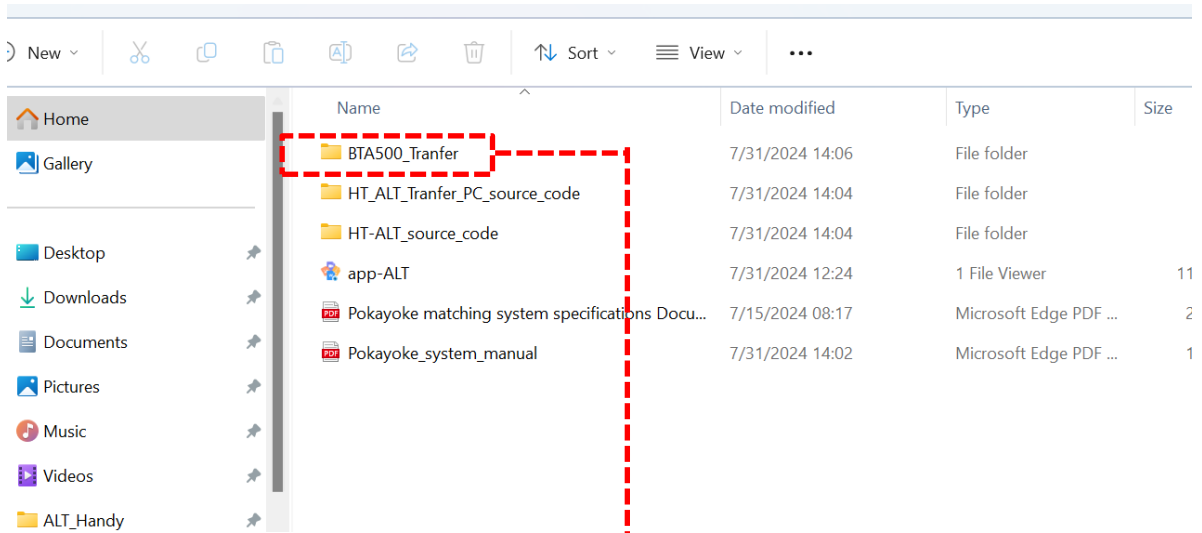 New Sort View •••
Name Date modified Type Size
Home
BTA500_Tranfer 7/31/2024 14:06 File folder
Gallery
HT_ALT_Tranfer_PC_source_code 7/31/2024 14:04 File folder
HT-ALT_source_code 7/31/2024 14:04 File folder
Desktop
app-ALT 7/31/2024 12:24 1 File Viewer 11
Downloads
Pokayoke matching system specifications Docu... 7/15/2024 08:17 Microsoft Edge PDF ... 2
Documents
Pokayoke_system_manual 7/31/2024 14:02 Microsoft Edge PDF ... 1
Pictures
Music
Videos
ALT_Handy